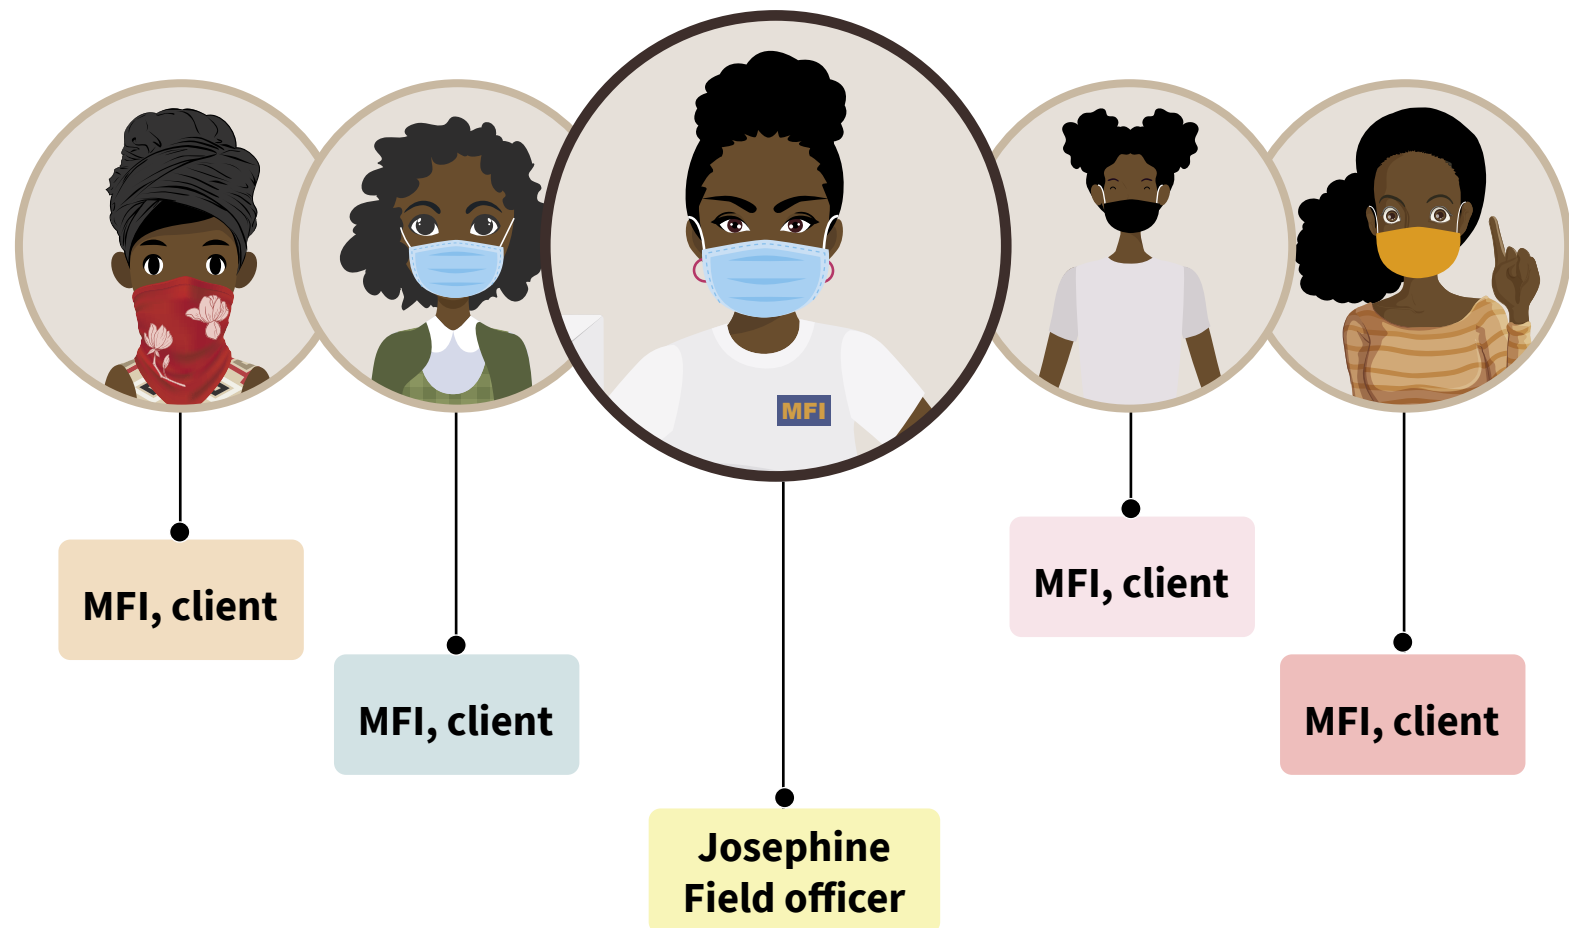 MFI
MFI, client
MFI, client
MFI, client
MFI, client
Josephine
Field officer